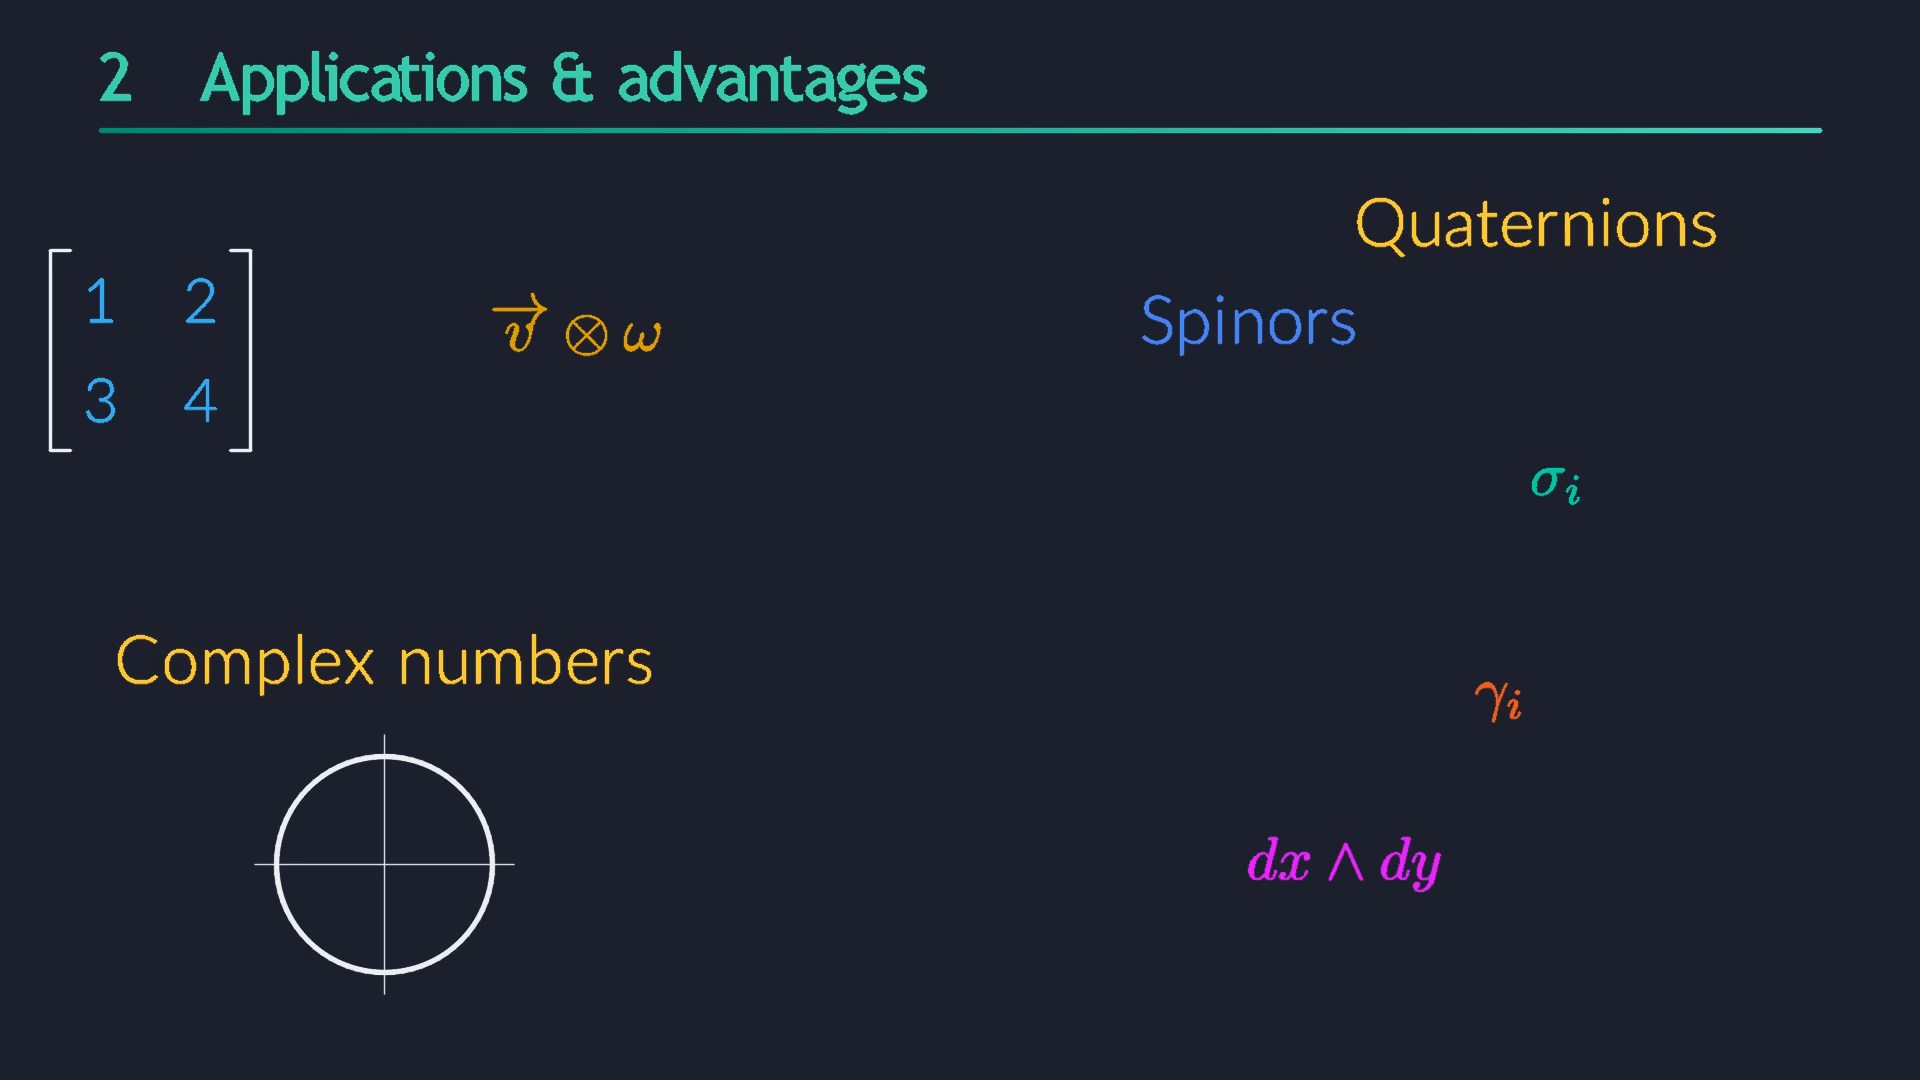 2 Applications & advantages
Quaternions
Spinors
1 2
3 4
v⃗ ⊗ ω
σᵢ
Complex numbers
γᵢ
dx ∧ dy